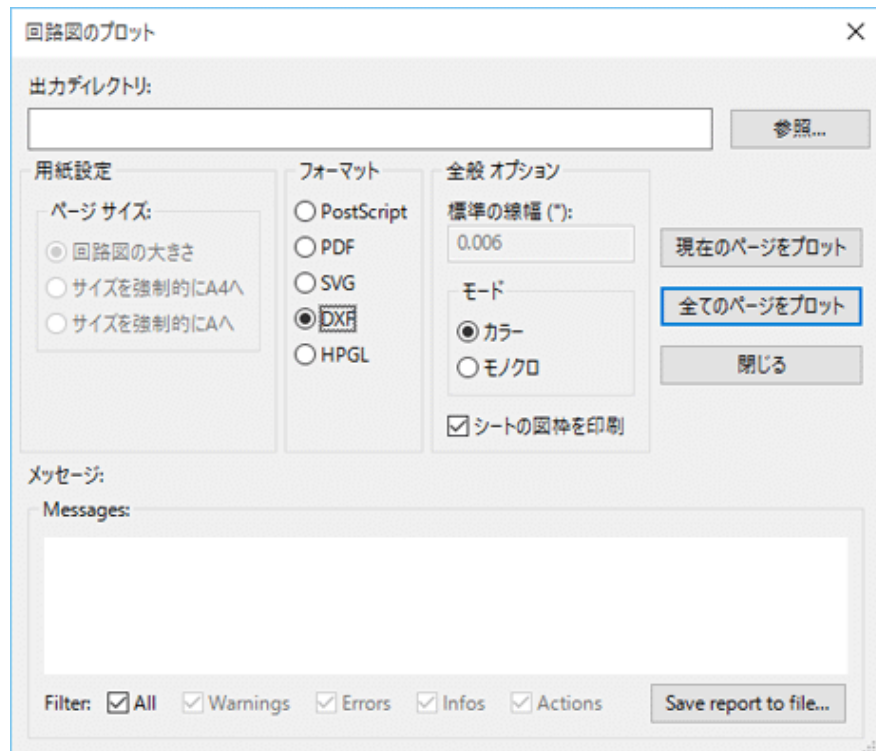 回路図のプロット
出力ディレクトリ:
参照...
用紙設定
ページ サイズ:
回路図の大きさ
サイズを強制的にA4へ
サイズを強制的にAへ
フォーマット
PostScript
PDF
SVG
DXF
HPGL
全般 オプション
標準の線幅 ("):
0.006
モード
カラー
モノクロ
シートの図枠を印刷
現在のページをプロット
全てのページをプロット
閉じる
メッセージ:
Messages:
Filter: All Warnings Errors Infos Actions Save report to file...